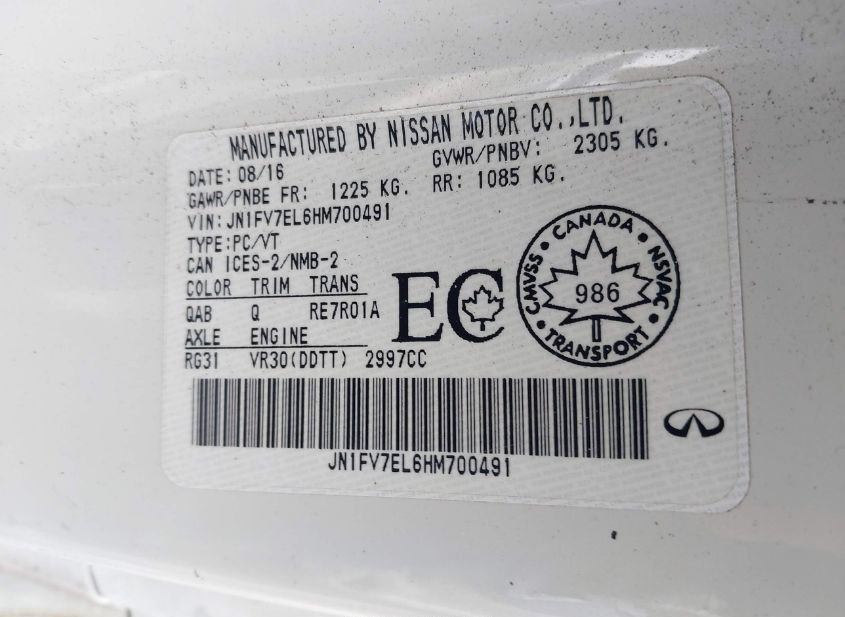 MANUFACTURED BY NISSAN MOTOR CO.,LTD.
DATE: 08/16 GVWR/PNBV: 2305 KG.
GAWR/PNBE FR: 1225 KG. RR: 1085 KG.
VIN: JN1FV7EL6HM700491
TYPE:PC/VT
CAN ICES-2/NMB-2
COLOR TRIM TRANS
QAB Q RE7R01A
AXLE ENGINE
RG31 VR30(DDTT) 2997CC
EC
CANADA
CMVSS NSVAC
986
TRANSPORT
JN1FV7EL6HM700491